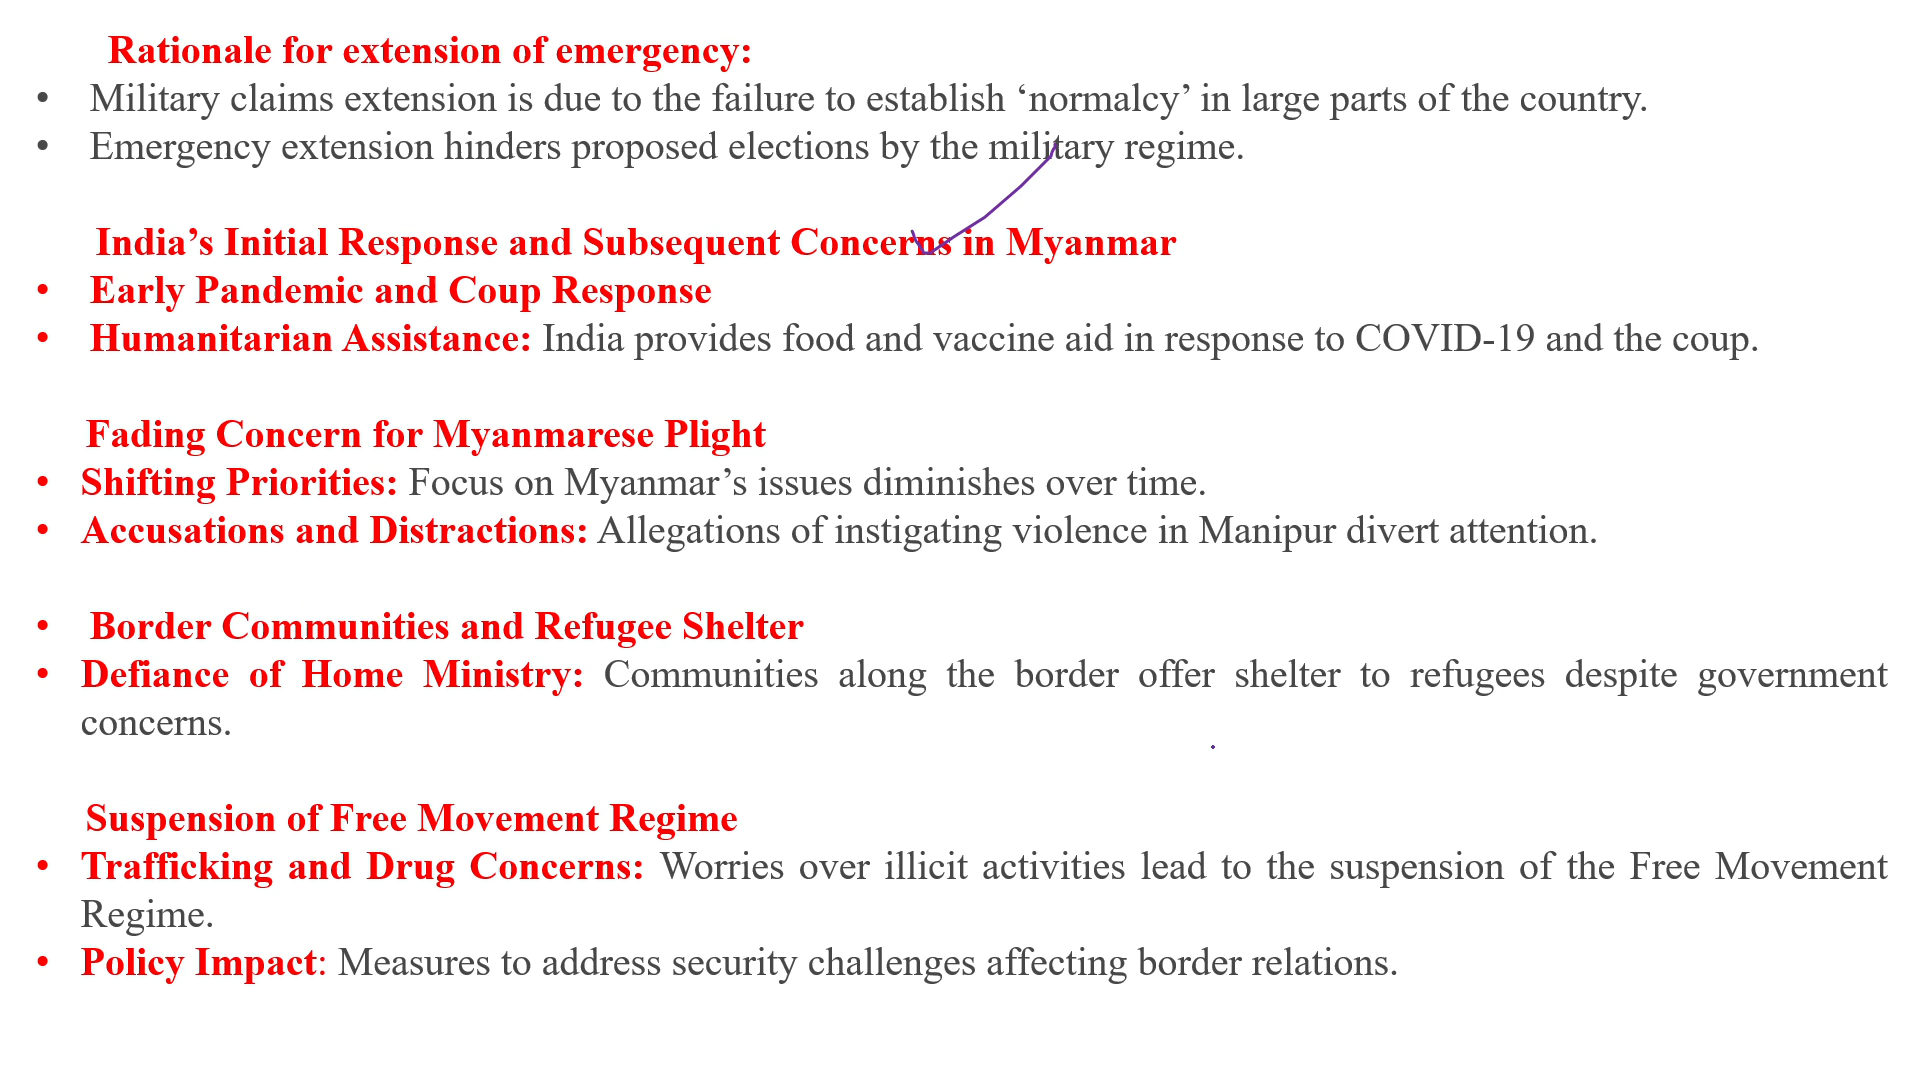 Rationale for extension of emergency:
• Military claims extension is due to the failure to establish ‘normalcy’ in large parts of the country.
• Emergency extension hinders proposed elections by the military regime.
India’s Initial Response and Subsequent Concerns in Myanmar
• Early Pandemic and Coup Response
• Humanitarian Assistance: India provides food and vaccine aid in response to COVID-19 and the coup.
Fading Concern for Myanmarese Plight
• Shifting Priorities: Focus on Myanmar’s issues diminishes over time.
• Accusations and Distractions: Allegations of instigating violence in Manipur divert attention.
• Border Communities and Refugee Shelter
• Defiance of Home Ministry: Communities along the border offer shelter to refugees despite government
concerns.
Suspension of Free Movement Regime
• Trafficking and Drug Concerns: Worries over illicit activities lead to the suspension of the Free Movement
Regime.
• Policy Impact: Measures to address security challenges affecting border relations.